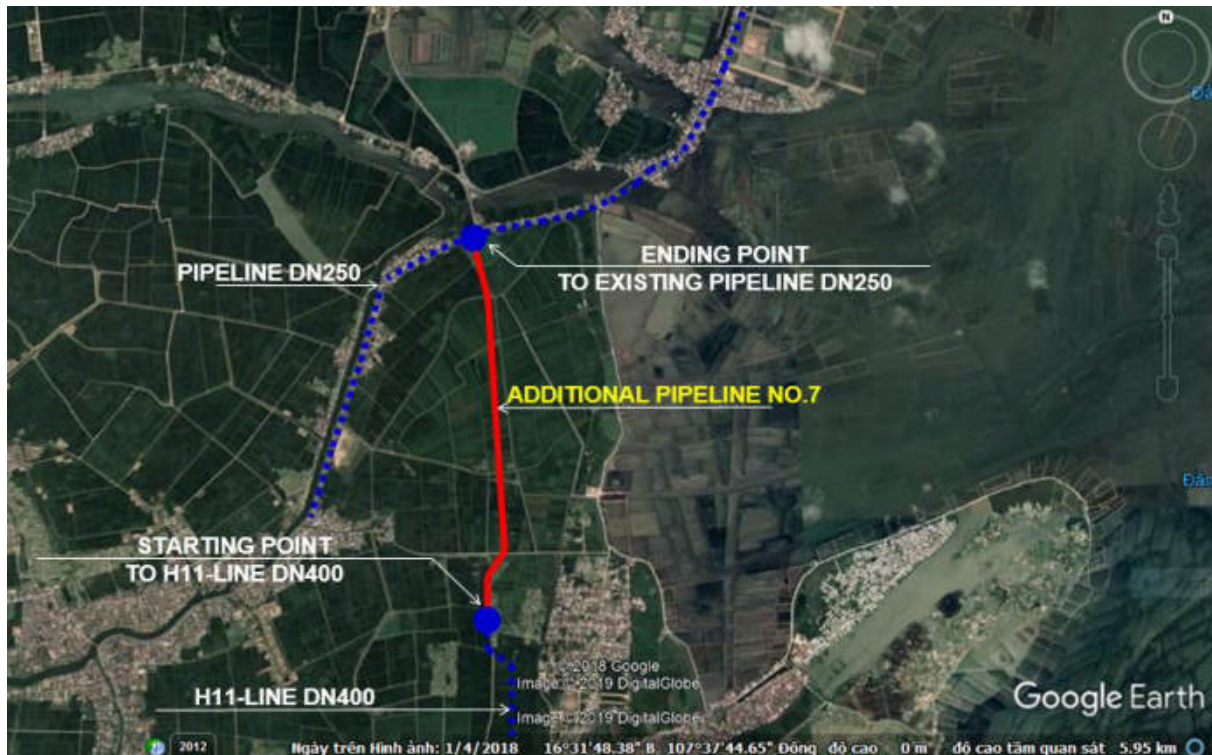 N
Đầ
PIPELINE DN250
ENDING POINT
TO EXISTING PIPELINE DN250
ADDITIONAL PIPELINE NO.7
Đầ
STARTING POINT
TO H11-LINE DN400
H11-LINE DN400
© 2018 Google
Image © 2019 DigitalGlobe
Image © 2019 DigitalGlobe
Google Earth
2012
Ngày trên Hình ảnh: 1/4/2018 16°31'48.38" B 107°37'44.65" Đông độ cao 0 m độ cao tầm quan sát 5.95 km